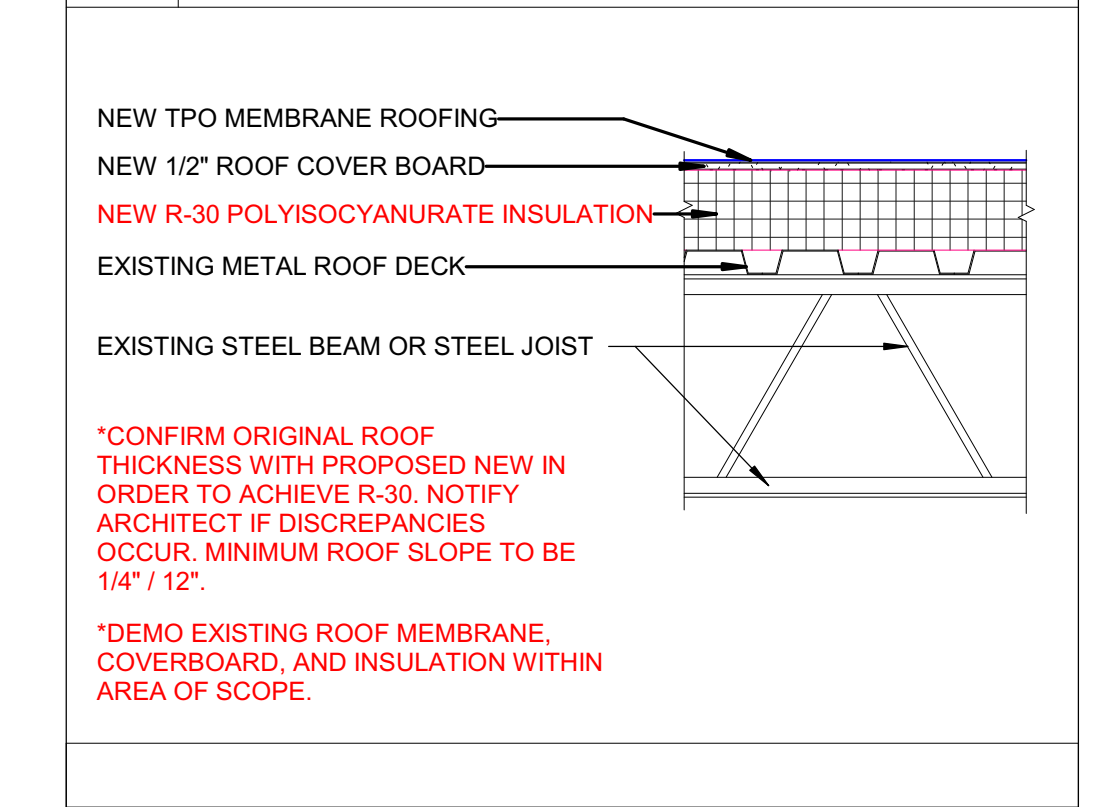 NEW TPO MEMBRANE ROOFING
NEW 1/2" ROOF COVER BOARD
NEW R-30 POLYISOCYANURATE INSULATION
EXISTING METAL ROOF DECK
EXISTING STEEL BEAM OR STEEL JOIST
*CONFIRM ORIGINAL ROOF
THICKNESS WITH PROPOSED NEW IN
ORDER TO ACHIEVE R-30. NOTIFY
ARCHITECT IF DISCREPANCIES
OCCUR. MINIMUM ROOF SLOPE TO BE
1/4" / 12".
*DEMO EXISTING ROOF MEMBRANE,
COVERBOARD, AND INSULATION WITHIN
AREA OF SCOPE.